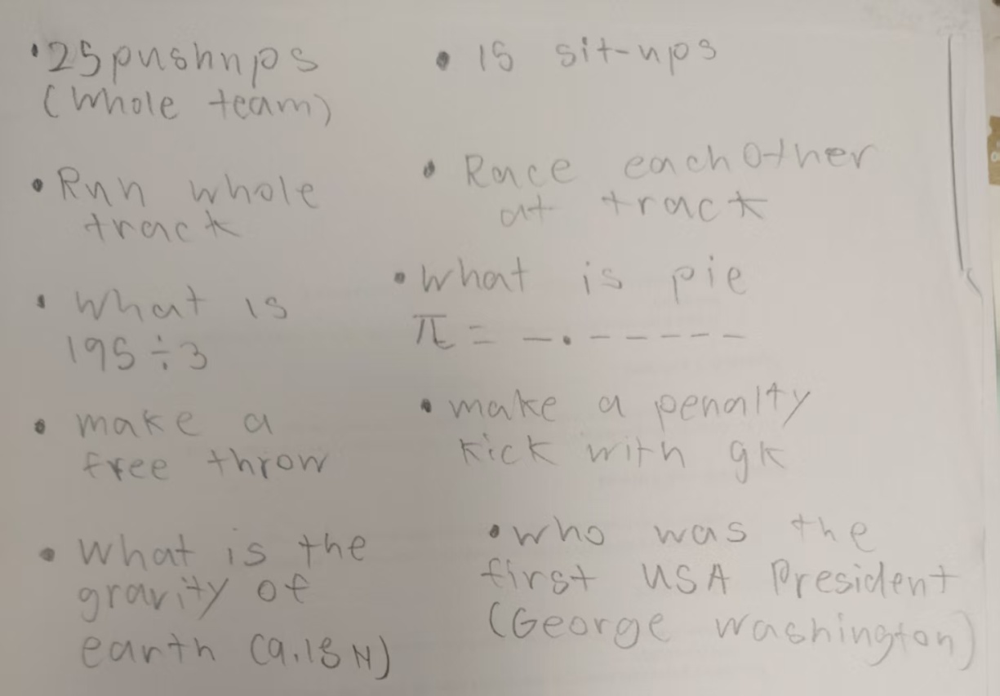 • 25 pushups
(Whole team)
• Run whole
track
• What is
195 ÷ 3
• make a
free throw
• What is the
gravity of
earth (9.18 N)
• 15 sit-ups
• Race each Other
at track
• What is pie
π = _._ _ _ _ _ _
• make a penalty
kick with gk
• who was the
first USA President
(George Washington)